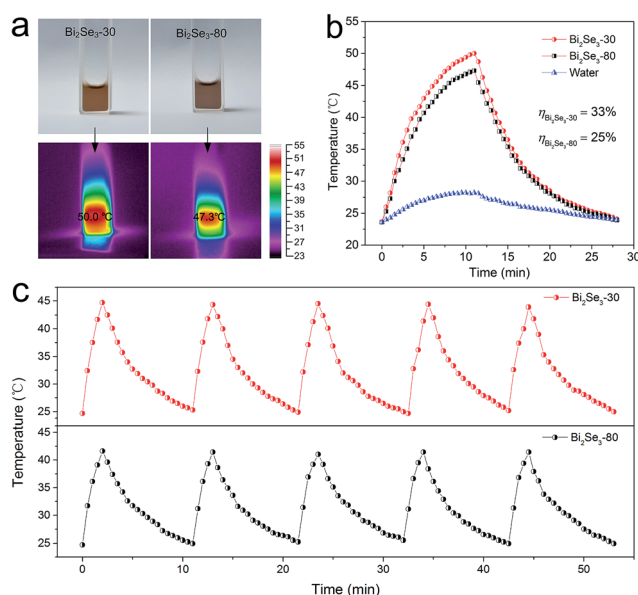 a
Bi₂Se₃-30
Bi₂Se₃-80
50.0 °C
47.3°C
55
51
47
43
39
35
31
27
23
b
Temperature (℃)
55
50
45
40
35
30
25
20
Bi₂Se₃-30
Bi₂Se₃-80
Water
η Bi₂Se₃-30 = 33%
η Bi₂Se₃-80 = 25%
0 5 10 15 20 25 30
Time (min)
c
Temperature (℃)
45
40
35
30
25
Bi₂Se₃-30
45
40
35
30
25
Bi₂Se₃-80
0 10 20 30 40 50
Time (min)